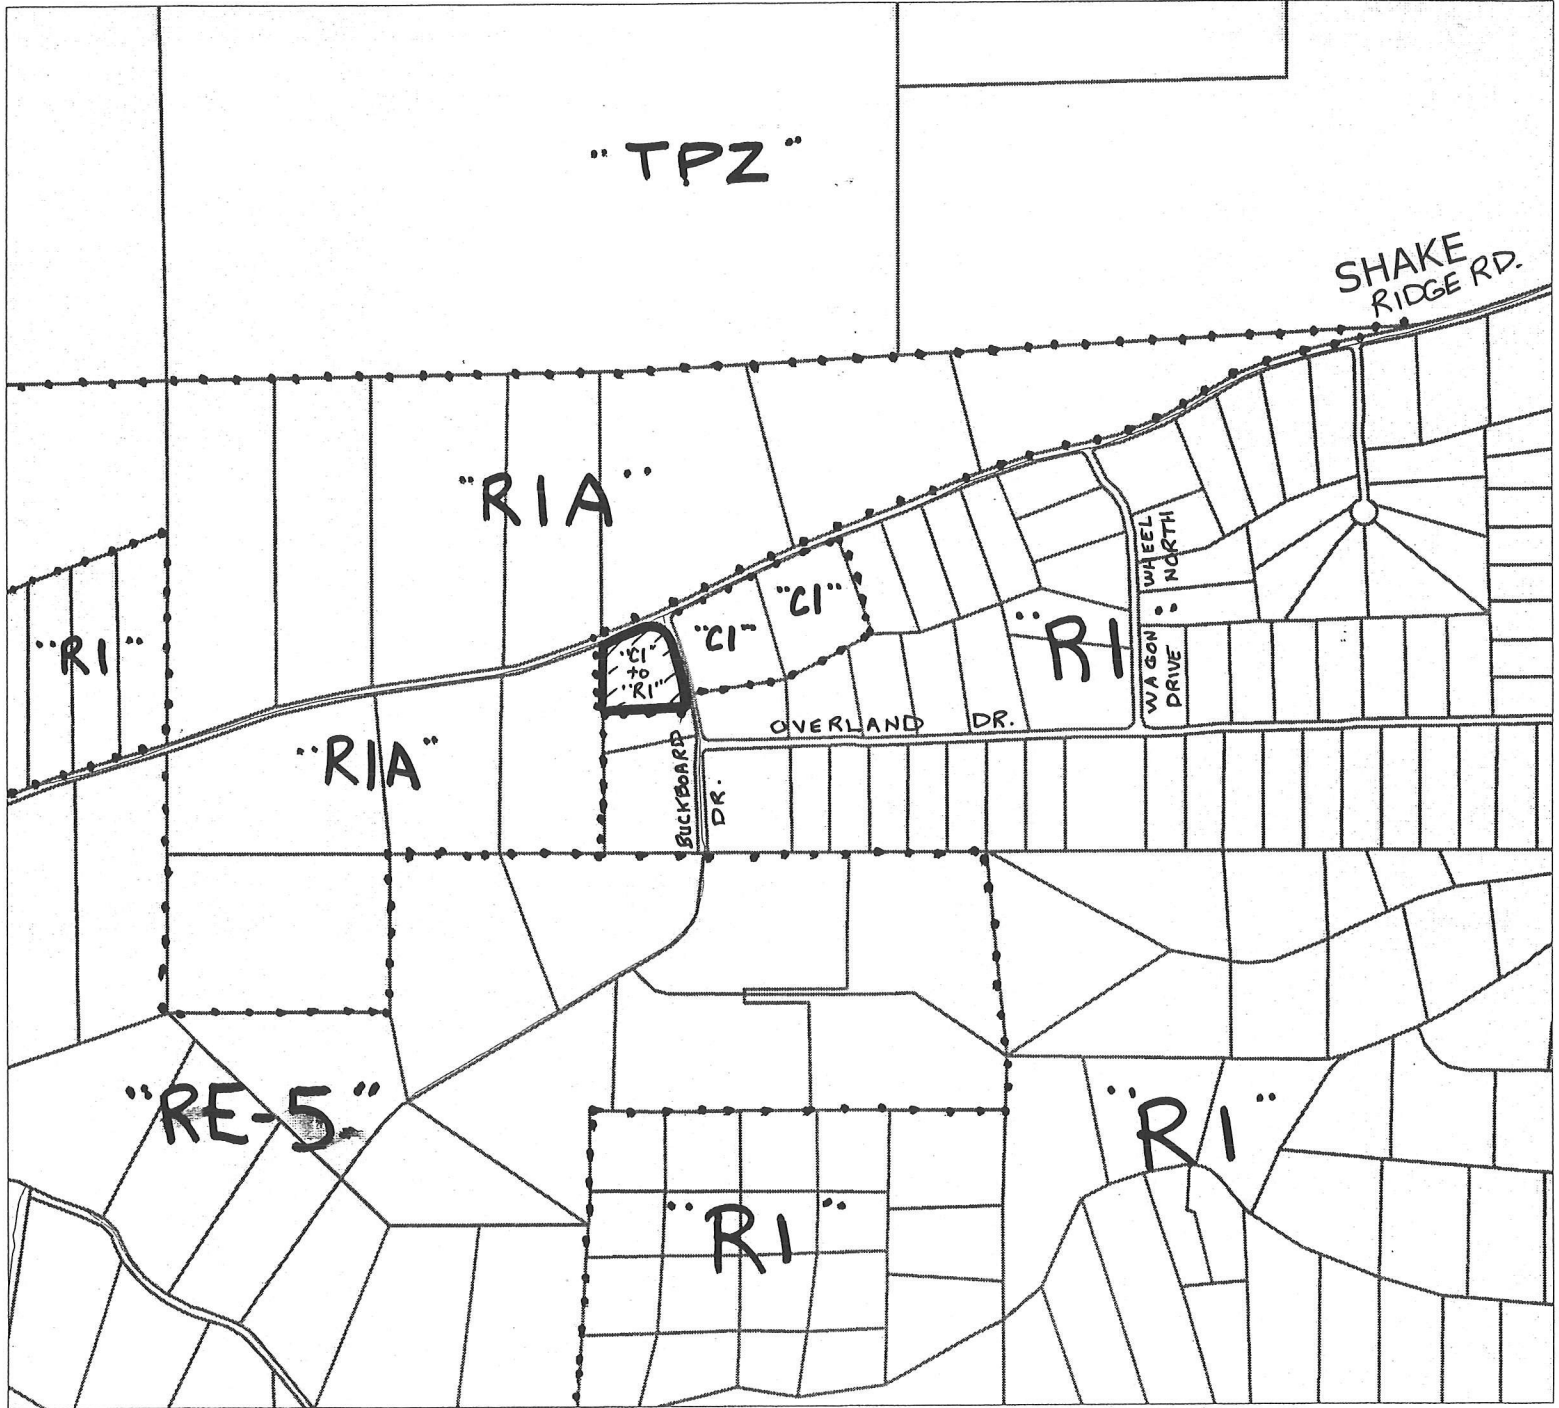 "TPZ"
SHAKE
RIDGE RD.
"R1A"
WHEEL
NORTH
"C1"
"C1"
"R1"
"C1"
to
"R1"
"R1"
WAGON
DRIVE
OVERLAND DR.
"R1A"
BUCKBOARD
DR.
"RE-5"
"R1"
"R1"